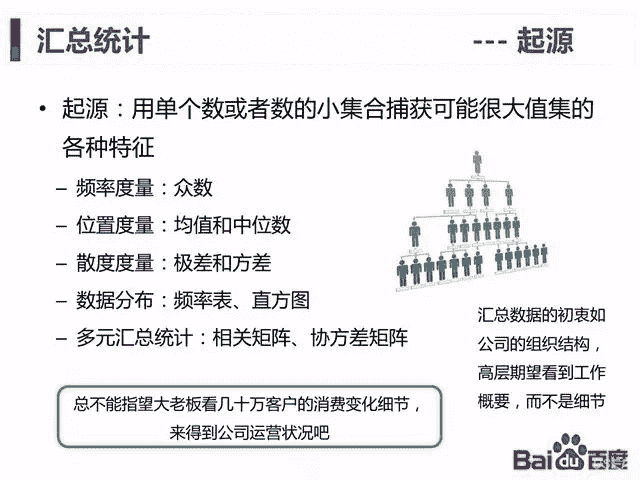 汇总统计
--- 起源
• 起源：用单个数或者数的小集合捕获可能很大值集的
各种特征
– 频率度量：众数
– 位置度量：均值和中位数
– 散度度量：极差和方差
– 数据分布：频率表、直方图
– 多元汇总统计：相关矩阵、协方差矩阵
汇总数据的初衷如
公司的组织结构，
高层期望看到工作
概要，而不是细节
总不能指望大老板看几十万客户的消费变化细节，
来得到公司运营状况吧
Bai du 百度